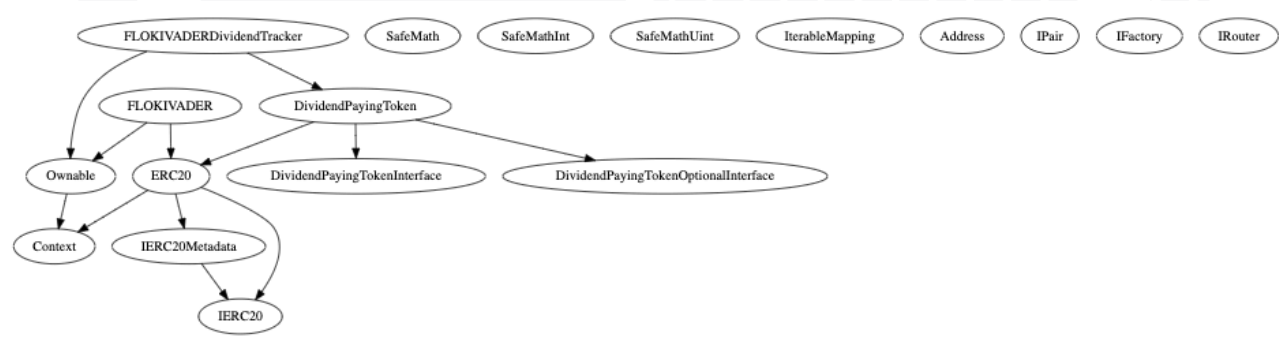 FLOKIVADERDividendTracker SafeMath SafeMathInt SafeMathUint IterableMapping Address IPair IFactory IRouter
FLOKIVADER DividendPayingToken
Ownable ERC20 DividendPayingTokenInterface DividendPayingTokenOptionalInterface
Context IERC20Metadata
IERC20